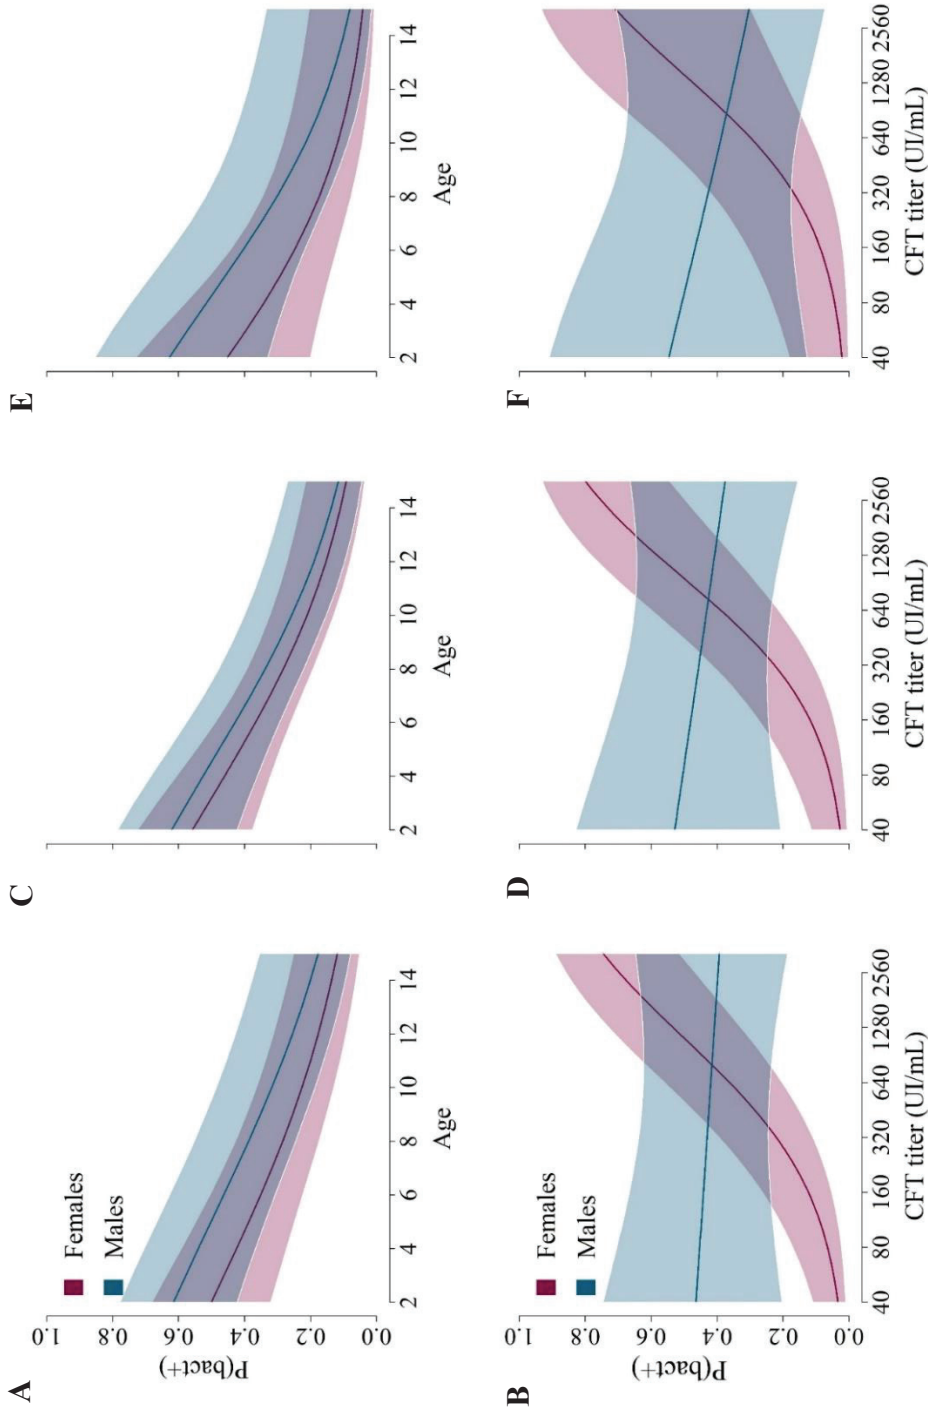 A
C
E
Females
Males
P(bact+)
1.0
0.8
0.6
0.4
0.2
0.0
2 4 6 8 10 12 14
Age
2 4 6 8 10 12 14
Age
2 4 6 8 10 12 14
Age
B
D
F
Females
Males
P(bact+)
1.0
0.8
0.6
0.4
0.2
0.0
40 80 160 320 640 1280 2560
CFT titer (UI/mL)
40 80 160 320 640 1280 2560
CFT titer (UI/mL)
40 80 160 320 640 1280 2560
CFT titer (UI/mL)